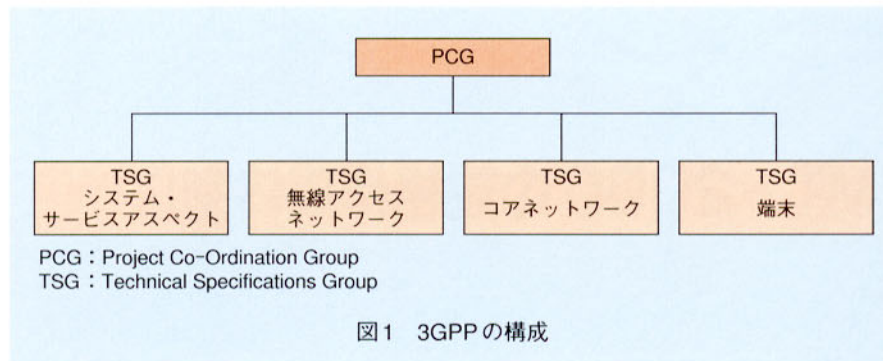 PCG
TSG
システム・
サービスアスペクト
TSG
無線アクセス
ネットワーク
TSG
コアネットワーク
TSG
端末
PCG：Project Co-Ordination Group
TSG：Technical Specifications Group
図1 3GPPの構成